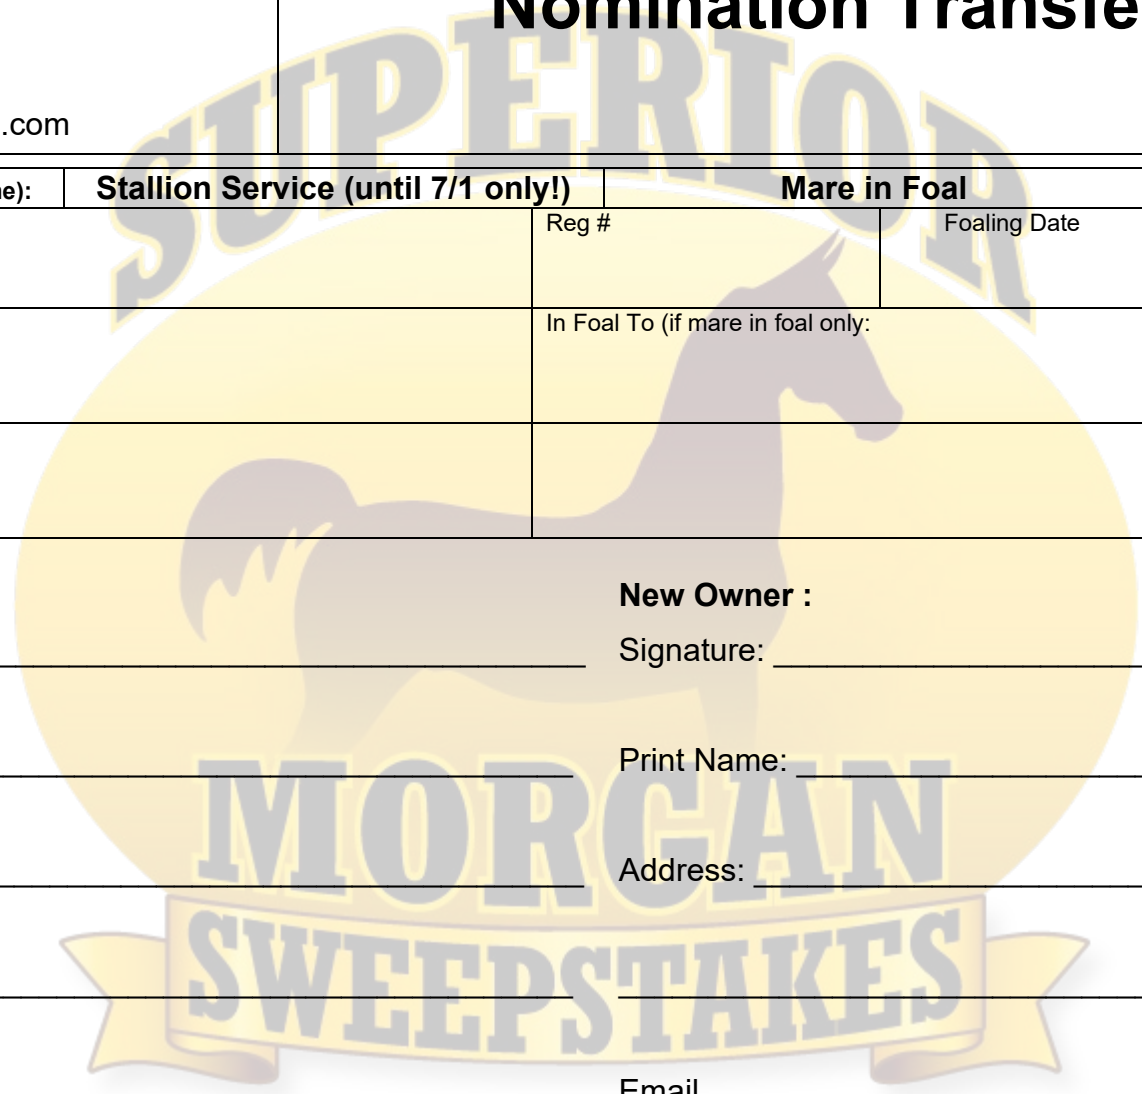 Nomination Transfe
SUPERIOR
.com
e): Stallion Service (until 7/1 only!) Mare in Foal
Reg # Foaling Date
In Foal To (if mare in foal only:
New Owner :
Signature:
Print Name:
MORGAN
Address:
SWEEPSTAKES
Email